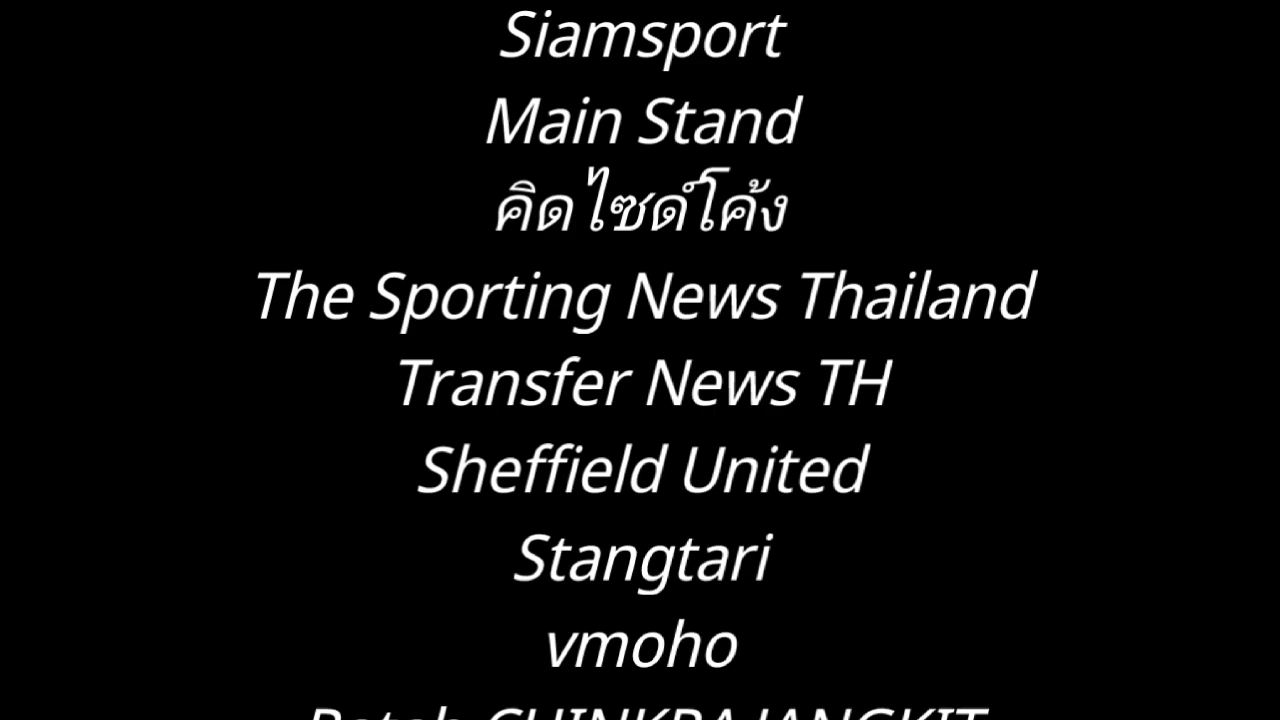 Siamsport
Main Stand
คิดไซด์โค้ง
The Sporting News Thailand
Transfer News TH
Sheffield United
Stangtari
vmoho